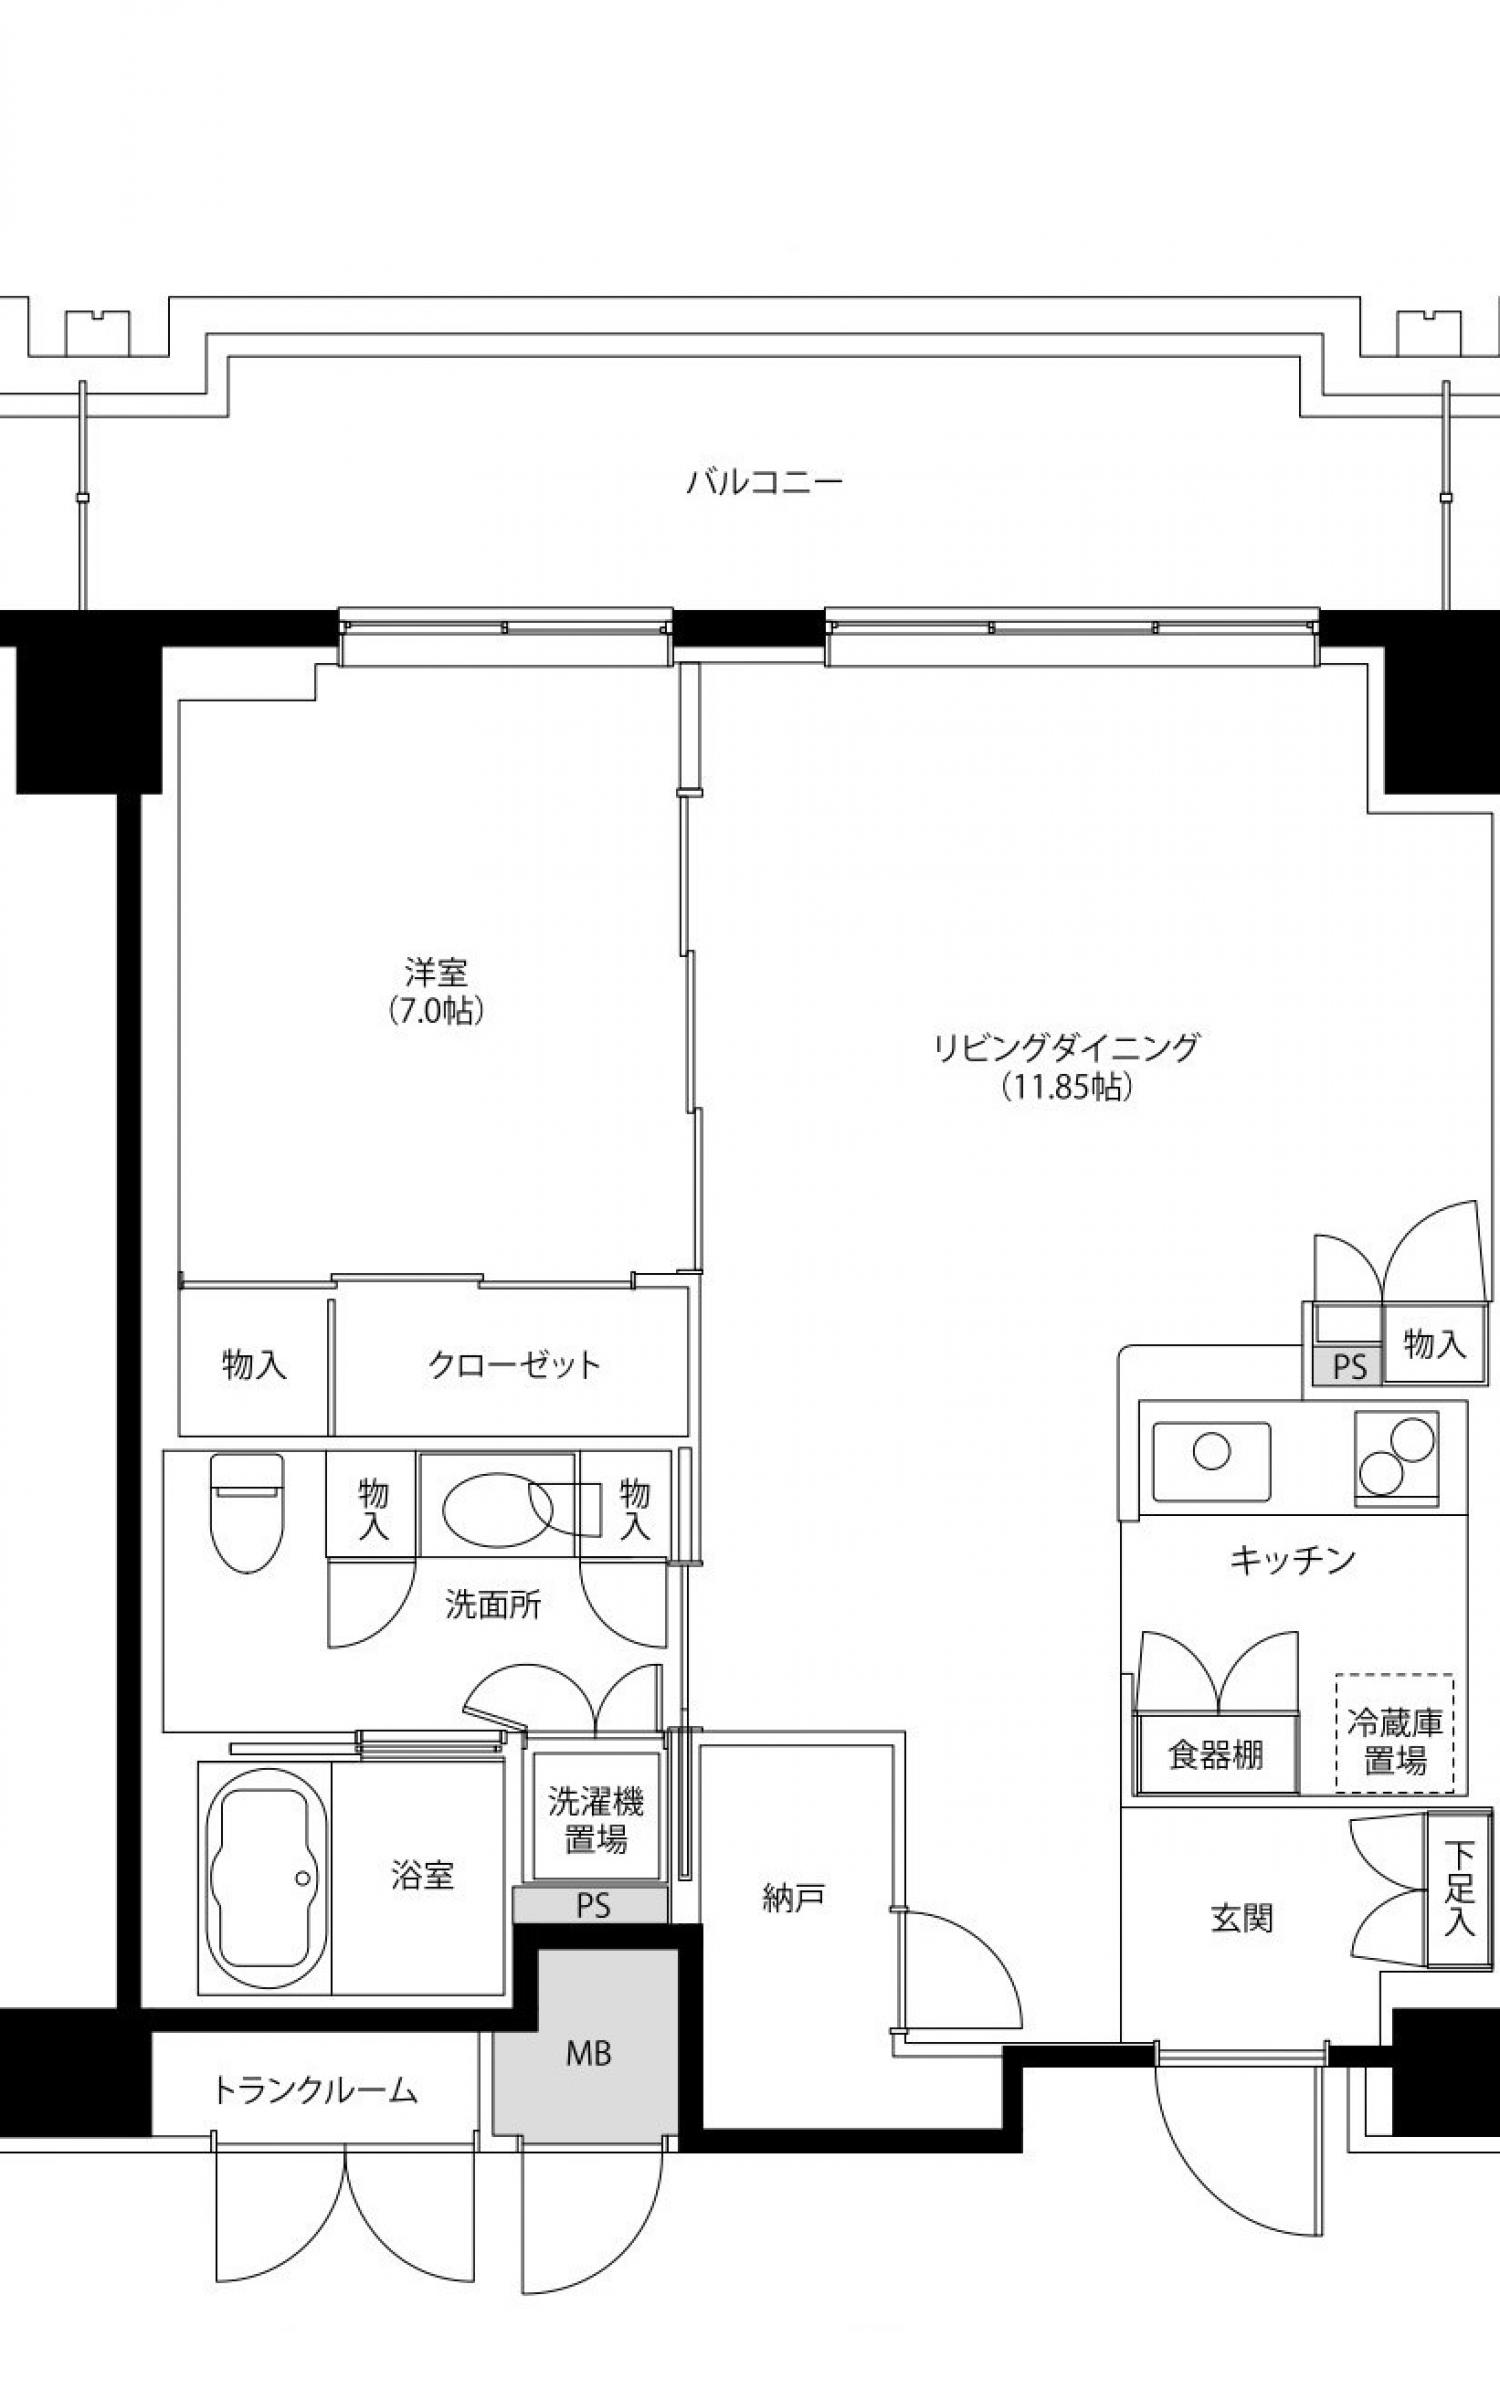 バルコニー
洋室
（7.0帖）
リビングダイニング
（11.85帖）
物入
PS
物入
クローゼット
物入
物入
キッチン
洗面所
冷蔵庫
置場
食器棚
洗濯機
置場
浴室
下足入
納戸
PS
玄関
MB
トランクルーム